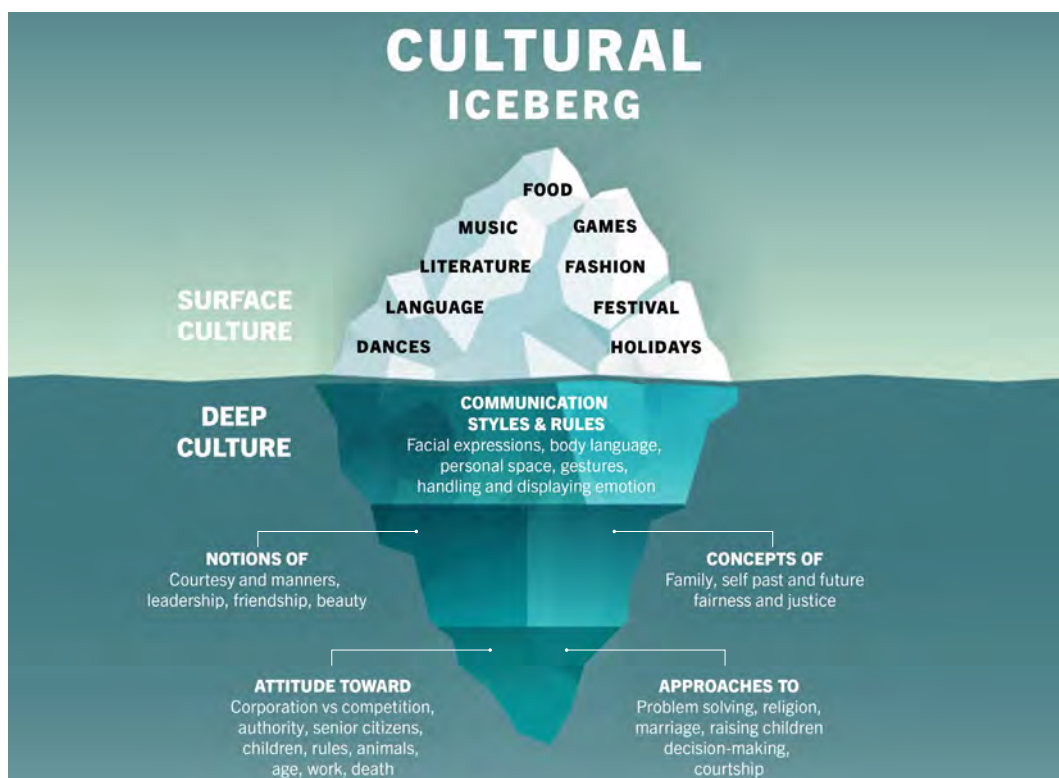 CULTURAL
ICEBERG
FOOD
MUSIC
GAMES
LITERATURE
FASHION
SURFACE
CULTURE
LANGUAGE
FESTIVAL
DANCES
HOLIDAYS
DEEP
CULTURE
COMMUNICATION
STYLES & RULES
Facial expressions, body language,
personal space, gestures,
handling and displaying emotion
NOTIONS OF
Courtesy and manners,
leadership, friendship, beauty
CONCEPTS OF
Family, self past and future
fairness and justice
ATTITUDE TOWARD
Corporation vs competition,
authority, senior citizens,
children, rules, animals,
age, work, death
APPROACHES TO
Problem solving, religion,
marriage, raising children
decision-making,
courtship